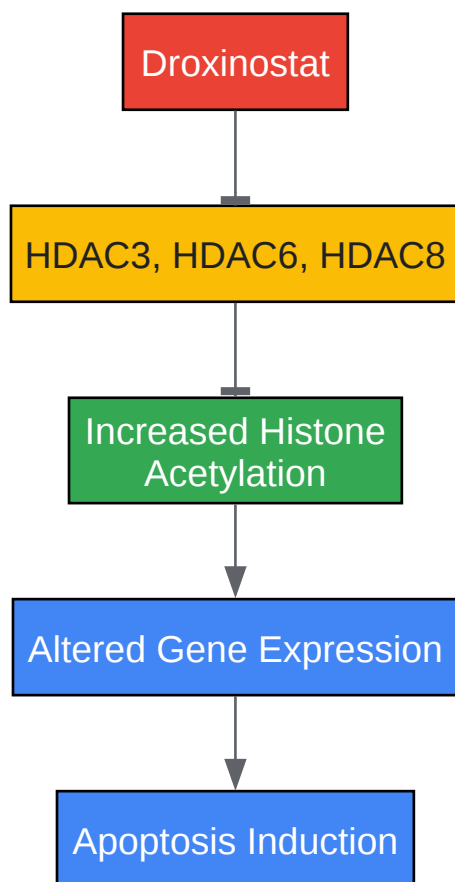 Droxinostat
HDAC3, HDAC6, HDAC8
Increased Histone
Acetylation
Altered Gene Expression
Apoptosis Induction